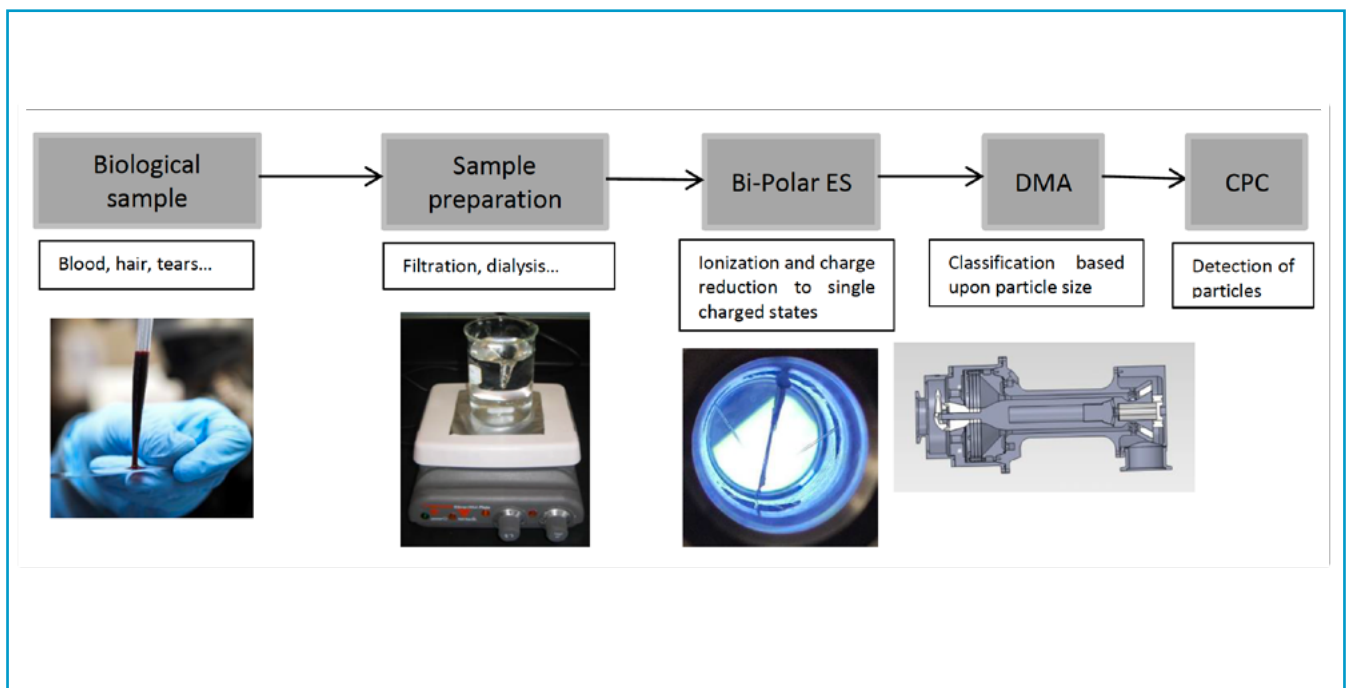 Biological
sample
Sample
preparation
Bi-Polar ES
DMA
CPC
Blood, hair, tears...
Filtration, dialysis...
Ionization and charge
reduction to single
charged states
Classification based
upon particle size
Detection of
particles